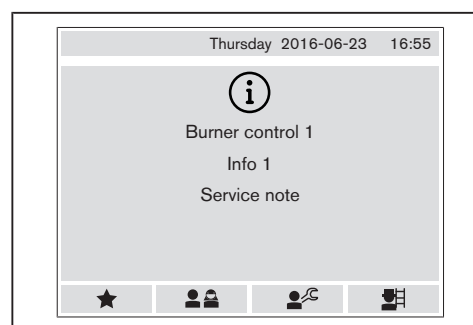 Thursday 2016-06-23 16:55
Burner control 1
Info 1
Service note